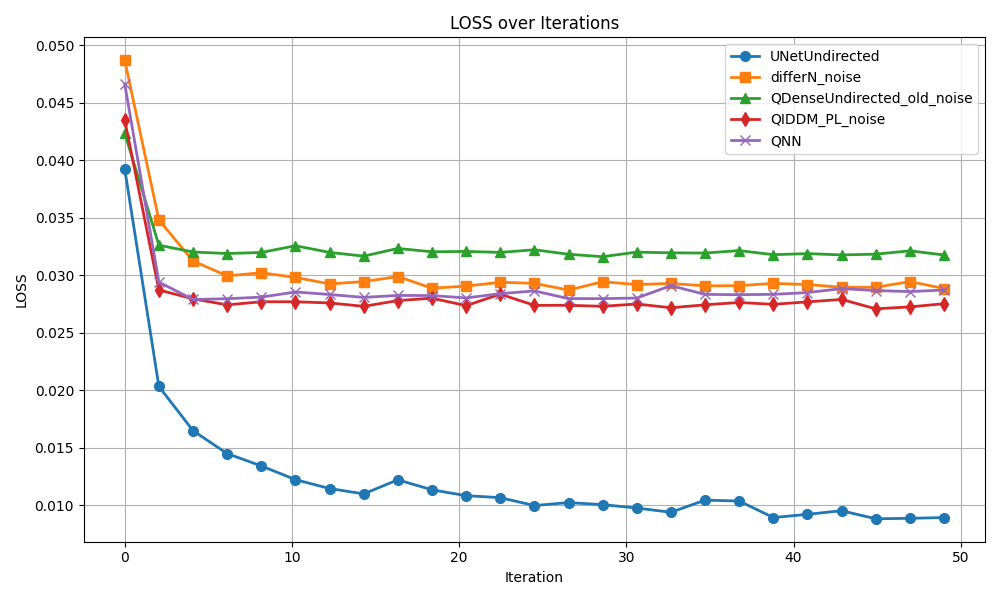 LOSS over Iterations
0.050
0.045
0.040
0.035
0.030
0.025
0.020
0.015
0.010
LOSS
UNetUndirected
differN_noise
QDenseUndirected_old_noise
QIDDM_PL_noise
QNN
0 10 20 30 40 50
Iteration